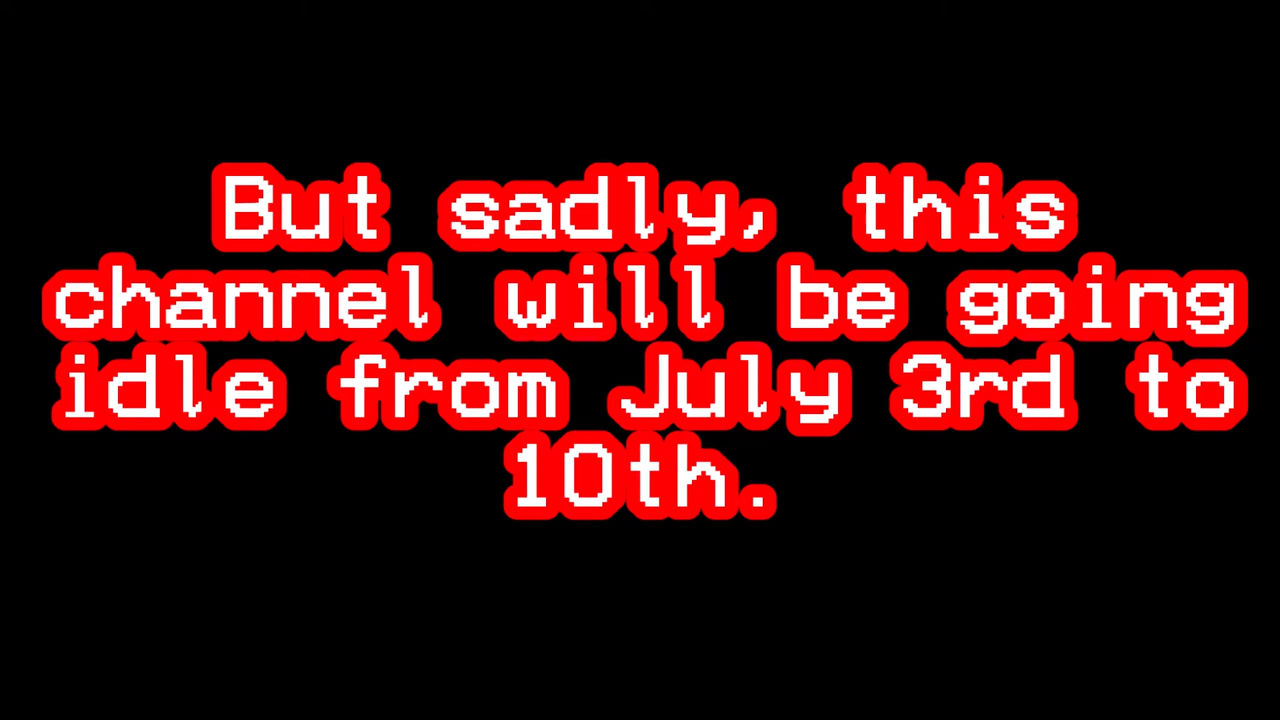 But sadly, this
channel will be going
idle from July 3rd to
10th.